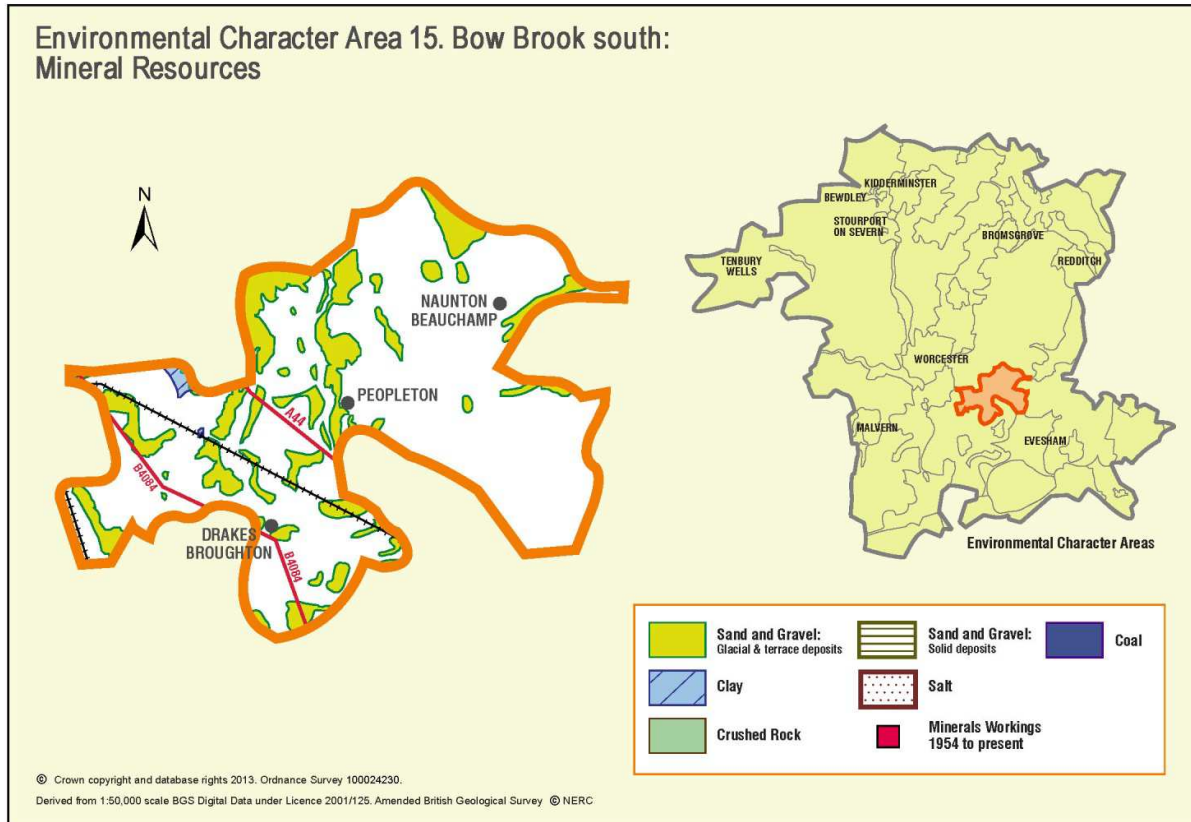 Environmental Character Area 15. Bow Brook south:
Mineral Resources
N
NAUNTON
BEAUCHAMP
PEOPLETON
A44
B4084
DRAKES
BROUGHTON
B4084
KIDDERMINSTER
BEWDLEY
STOURPORT
ON SEVERN
BROMSGROVE
TENBURY
WELLS
REDDITCH
WORCESTER
MALVERN
EVESHAM
Environmental Character Areas
Sand and Gravel:
Glacial & terrace deposits
Sand and Gravel:
Solid deposits
Coal
Clay
Salt
Crushed Rock
Minerals Workings
1954 to present
© Crown copyright and database rights 2013. Ordnance Survey 100024230.
Derived from 1:50,000 scale BGS Digital Data under Licence 2001/125. Amended British Geological Survey © NERC